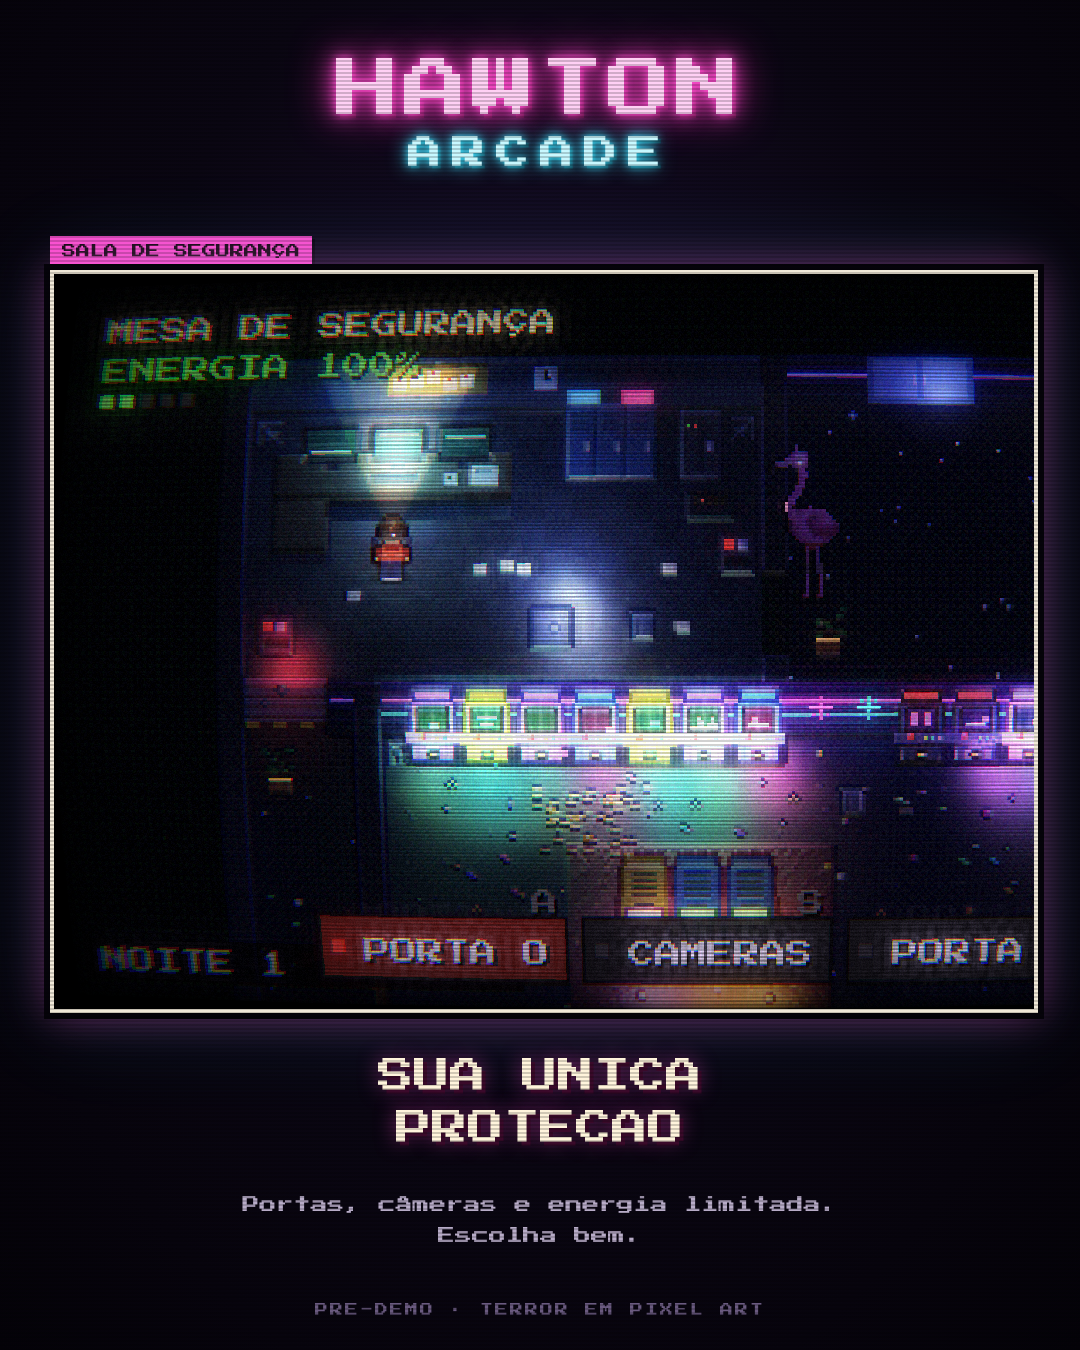 HAWTON
ARCADE
SALA DE SEGURANÇA
MESA DE SEGURANÇA
ENERGIA 100%
A
S
NOITE 1
PORTA O
CAMERAS
PORTA
SUA UNICA
PROTECAO
Portas, câmeras e energia limitada.
Escolha bem.
PRE-DEMO · TERROR EM PIXEL ART